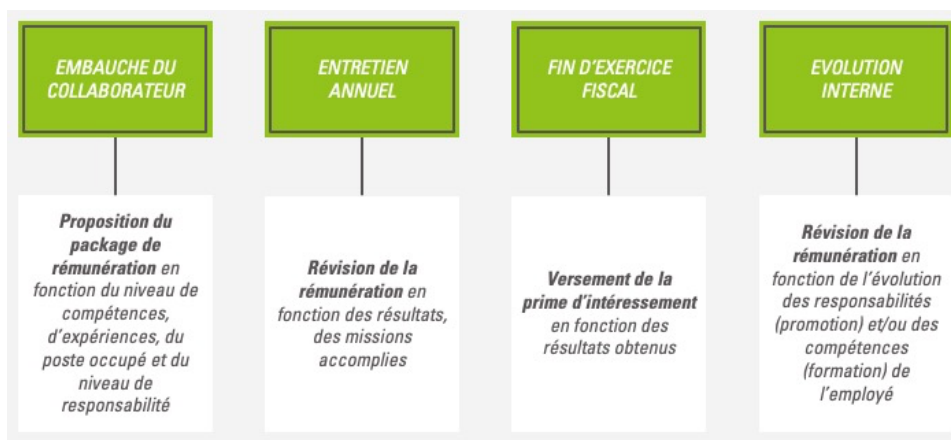 EMBAUCHE DU
COLLABORATEUR
Proposition du
package de
rémunération en
fonction du niveau de
compétences,
d'expériences, du
poste occupé et du
niveau de
responsabilité
ENTRETIEN
ANNUEL
Révision de la
rémunération en
fonction des résultats,
des missions
accomplies
FIN D'EXERCICE
FISCAL
Versement de la
prime d'intéressement
en fonction des
résultats obtenus
EVOLUTION
INTERNE
Révision de la
rémunération en
fonction de l'évolution
des responsabilités
(promotion) et/ou des
compétences
(formation) de
l'employé